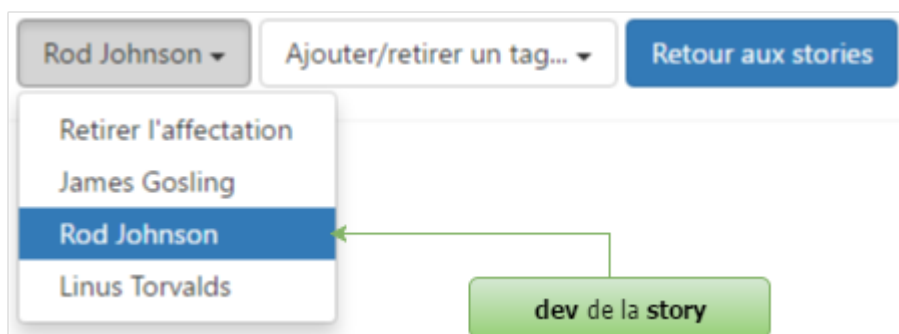 Rod Johnson
Ajouter/retirer un tag...
Retour aux stories
Retirer l'affectation
James Gosling
Rod Johnson
Linus Torvalds
dev de la story